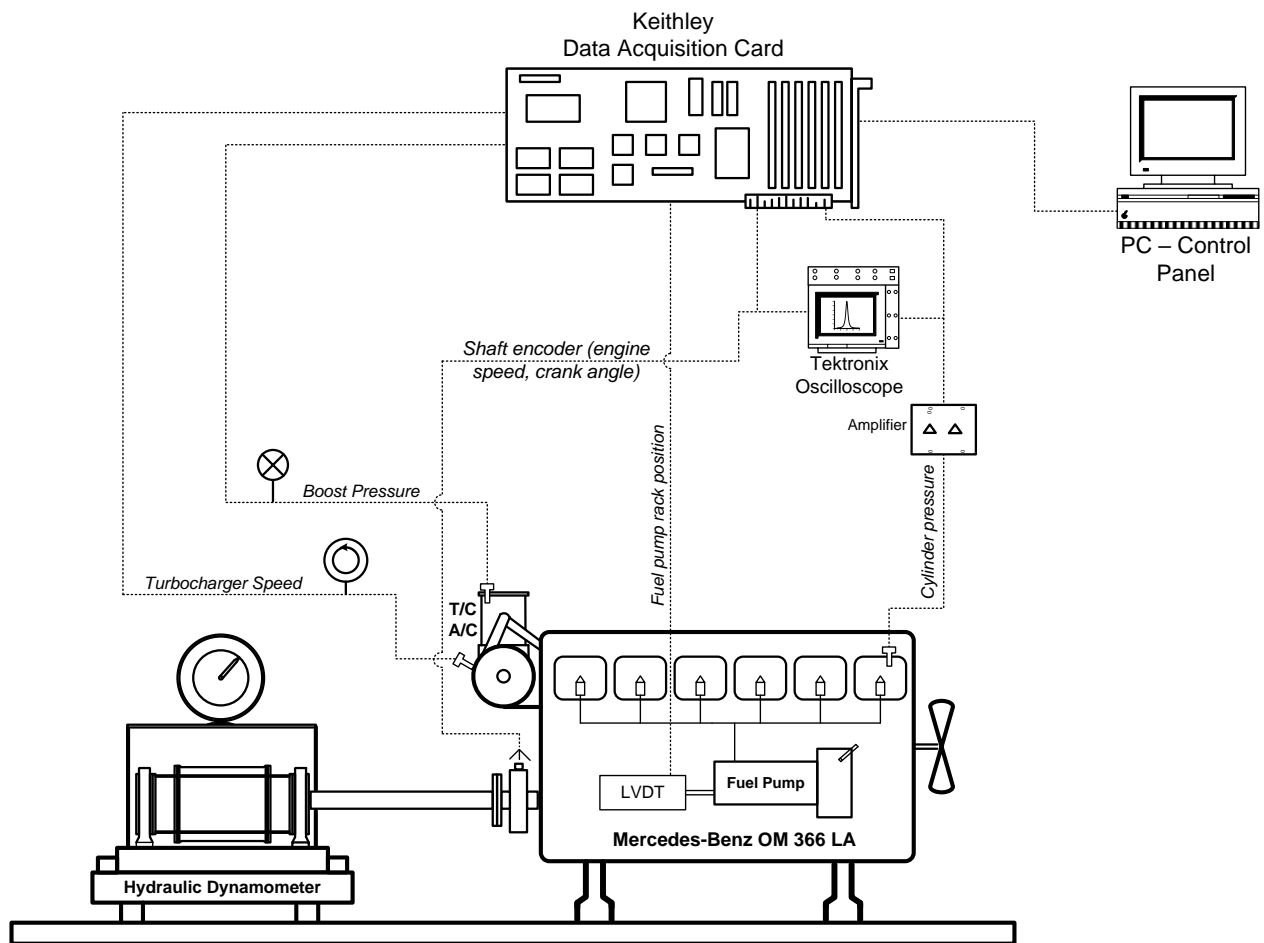 Keithley
Data Acquisition Card
PC – Control
Panel
Shaft encoder (engine
speed, crank angle)
Tektronix
Oscilloscope
Amplifier
Boost Pressure
Fuel pump rack position
Cylinder pressure
Turbocharger Speed
T/C
A/C
LVDT
Fuel Pump
Mercedes-Benz OM 366 LA
Hydraulic Dynamometer